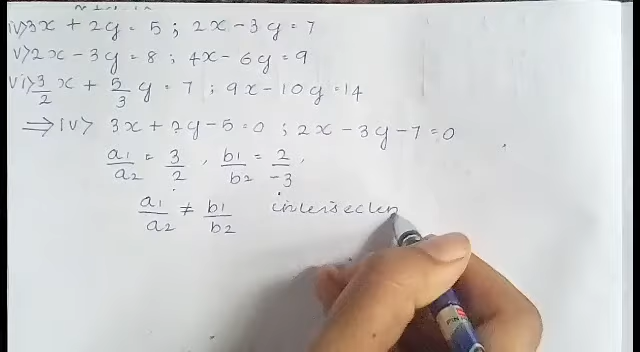 iv> 3x + 2y = 5 ; 2x - 3y = 7
v> 2x - 3y = 8 ; 4x - 6y = 9
vi> 3/2 x + 5/3 y = 7 ; 9x - 10y = 14
⇒ iv> 3x + 2y - 5 = 0 ; 2x - 3y - 7 = 0
a1/a2 = 3/2 , b1/b2 = 2/-3 ,
a1/a2 ≠ b1/b2